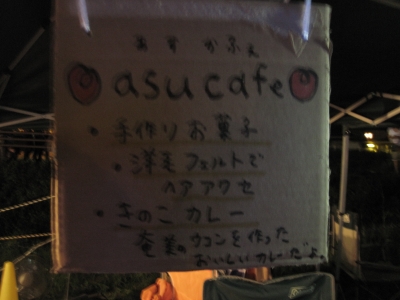 あす かふぇ
asu cafe
・手作りお菓子
・洋毛フェルトで
ヘアアクセ
・きのこカレー
奄美のウコンを作った
おいしいカレーだよ。